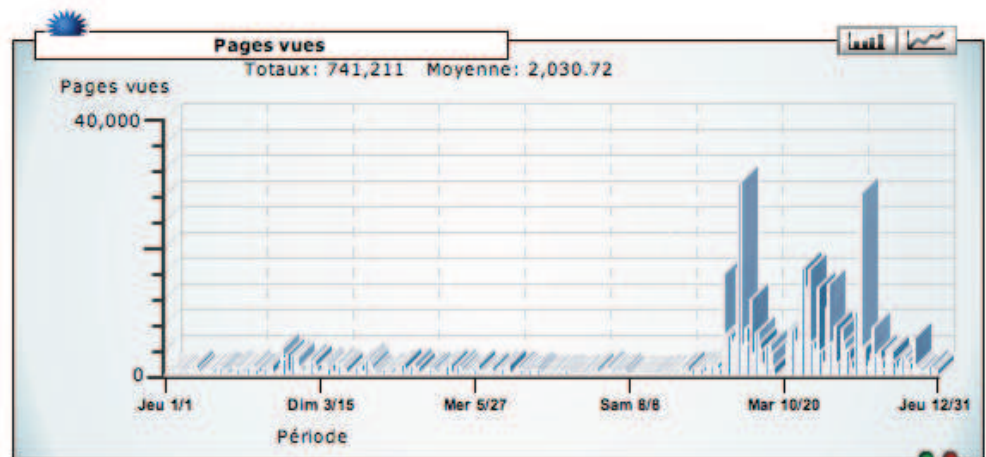 Pages vues
Totaux: 741,211 Moyenne: 2,030.72
Pages vues
40,000
0
Jeu 1/1 Dim 3/15 Mer 5/27 Sam 8/8 Mar 10/20 Jeu 12/31
Période